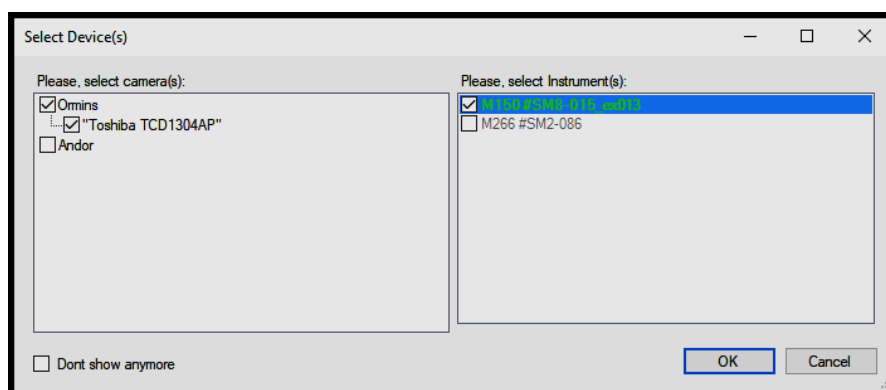 Select Device(s)
Please, select camera(s):
Ormins
"Toshiba TCD1304AP"
Andor
Please, select Instrument(s):
M150 #SM8-015_ex013
M266 #SM2-086
Dont show anymore
OK
Cancel